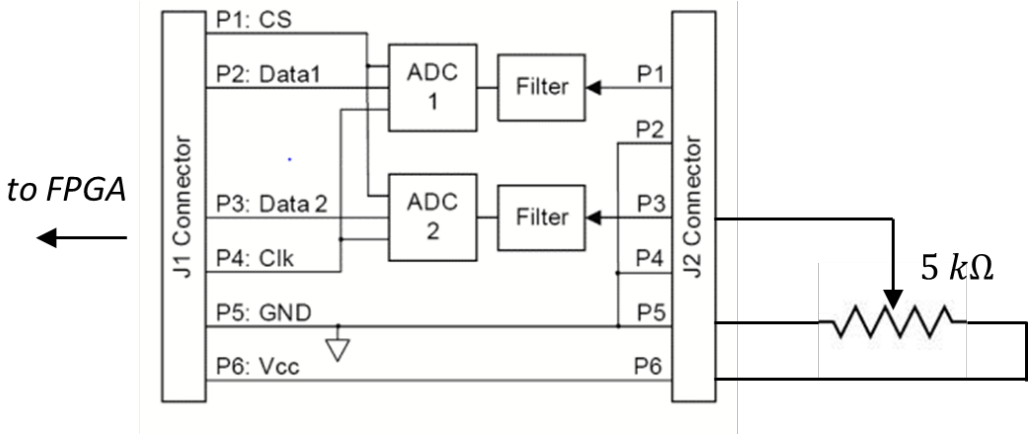 to FPGA
J1 Connector
P1: CS
P2: Data1
P3: Data 2
P4: Clk
P5: GND
P6: Vcc
ADC
1
Filter
ADC
2
Filter
P1
P2
P3
P4
P5
P6
J2 Connector
5 kΩ